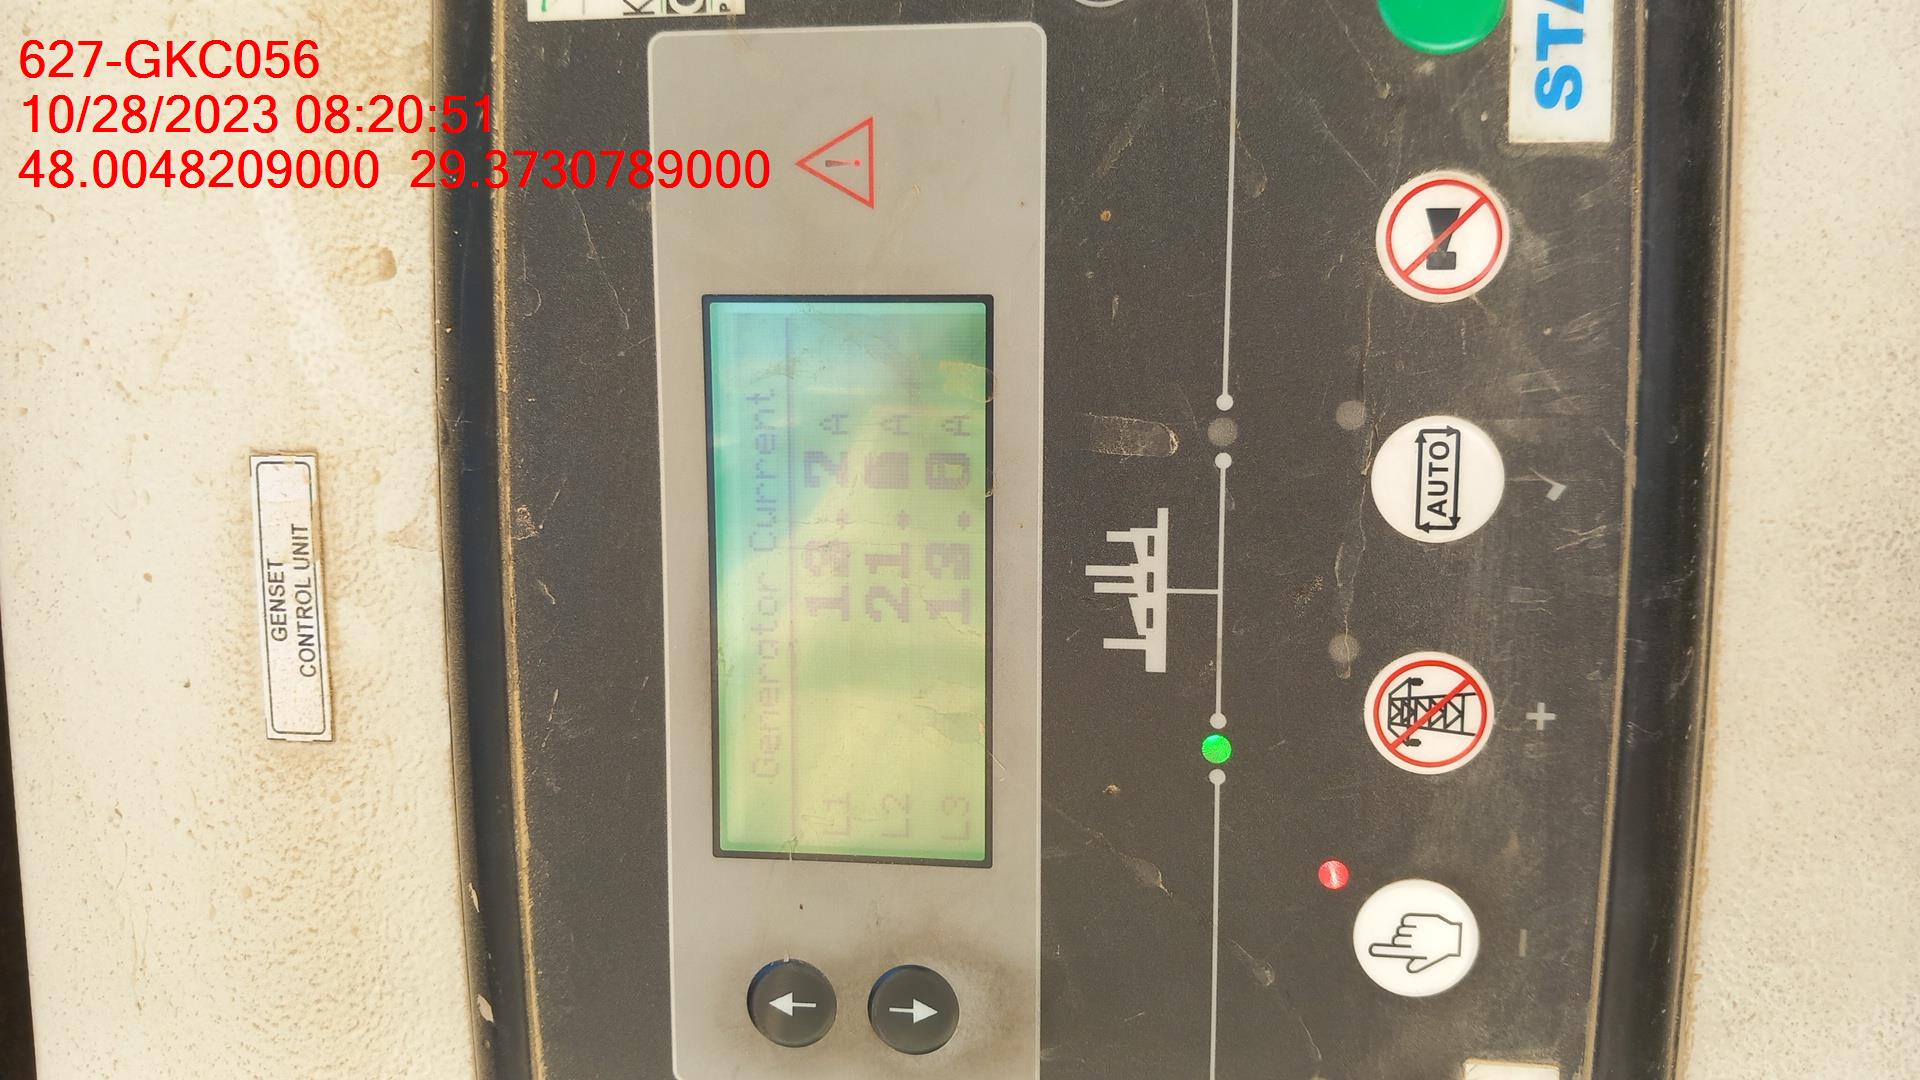 627-GKC056
10/28/2023 08:20:51
48.0048209000 29.3730789000
GENSET
CONTROL UNIT
Generator Current
L1 13.2 A
L2 A
L3 13.0 A
AUTO